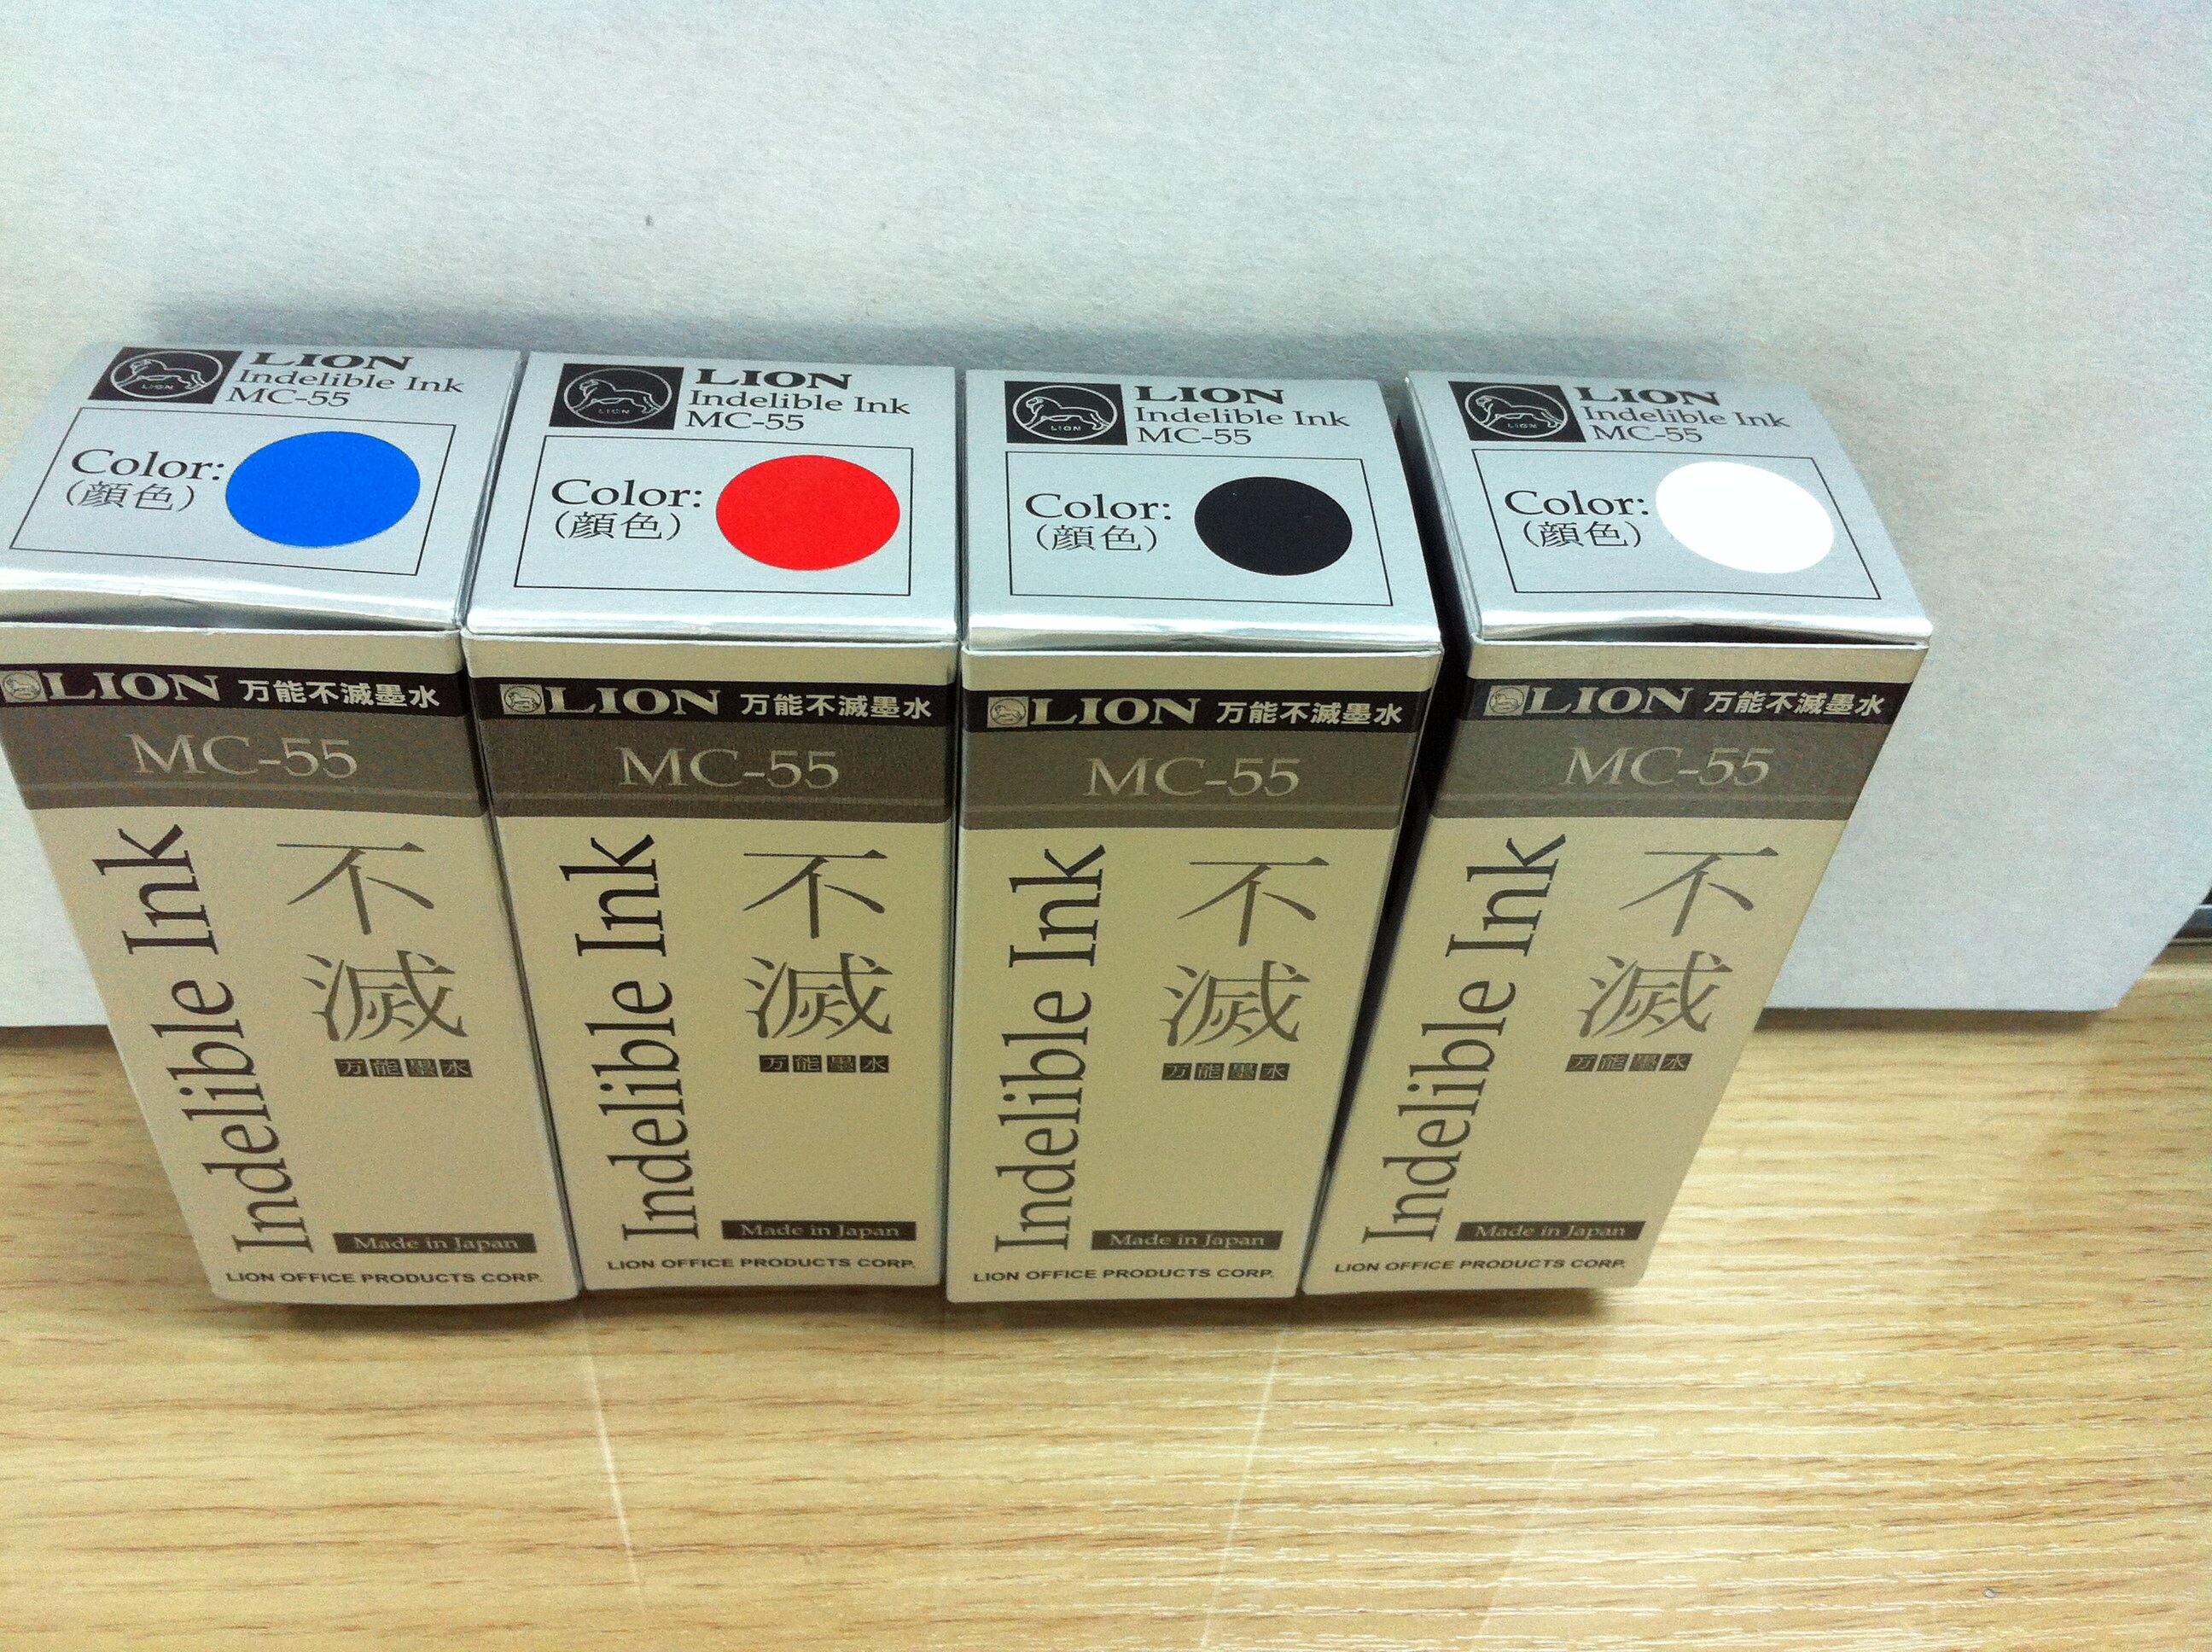 LION
LION
Indelible Ink
MC-55
Color:
(顏色)
LION 万能不滅墨水
MC-55
Indelible Ink
不滅
万能墨水
Made in Japan
LION OFFICE PRODUCTS CORP.
LION
LION
Indelible Ink
MC-55
Color:
(顏色)
LION 万能不滅墨水
MC-55
Indelible Ink
不滅
万能墨水
Made in Japan
LION OFFICE PRODUCTS CORP.
LION
LION
Indelible Ink
MC-55
Color:
(顏色)
LION 万能不滅墨水
MC-55
Indelible Ink
不滅
万能墨水
Made in Japan
LION OFFICE PRODUCTS CORP.
LION
LION
Indelible Ink
MC-55
Color:
(顏色)
LION 万能不滅墨水
MC-55
Indelible Ink
不滅
万能墨水
Made in Japan
LION OFFICE PRODUCTS CORP.